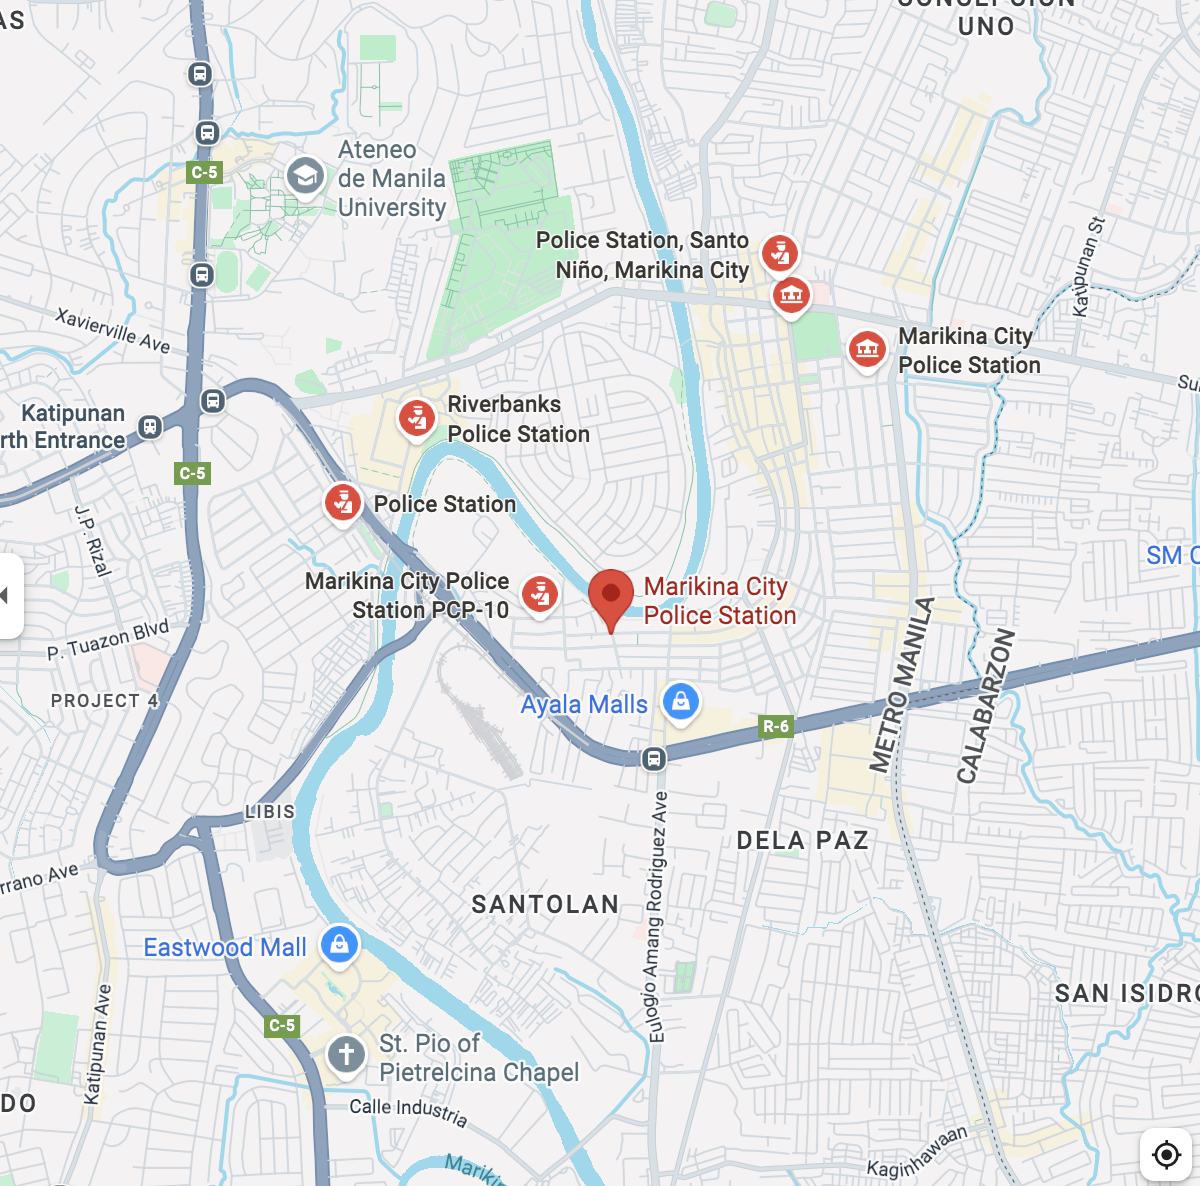 AS
CONCEPCION
UNO
Ateneo
de Manila
University
C-5
Police Station, Santo
Niño, Marikina City
Katipunan St
Xavierville Ave
Marikina City
Police Station
Katipunan
rth Entrance
Riverbanks
Police Station
C-5
Police Station
J.P. Rizal
SM C
Marikina City Police
Station PCP-10
Marikina City
Police Station
P. Tuazon Blvd
METRO MANILA
CALABARZON
PROJECT 4
Ayala Malls
R-6
LIBIS
DELA PAZ
rrano Ave
Eulogio Amang Rodriguez Ave
SANTOLAN
Eastwood Mall
SAN ISIDRO
C-5
Katipunan Ave
St. Pio of
Pietrelcina Chapel
DO
Calle Industria
Kaginhawaan
Mariki